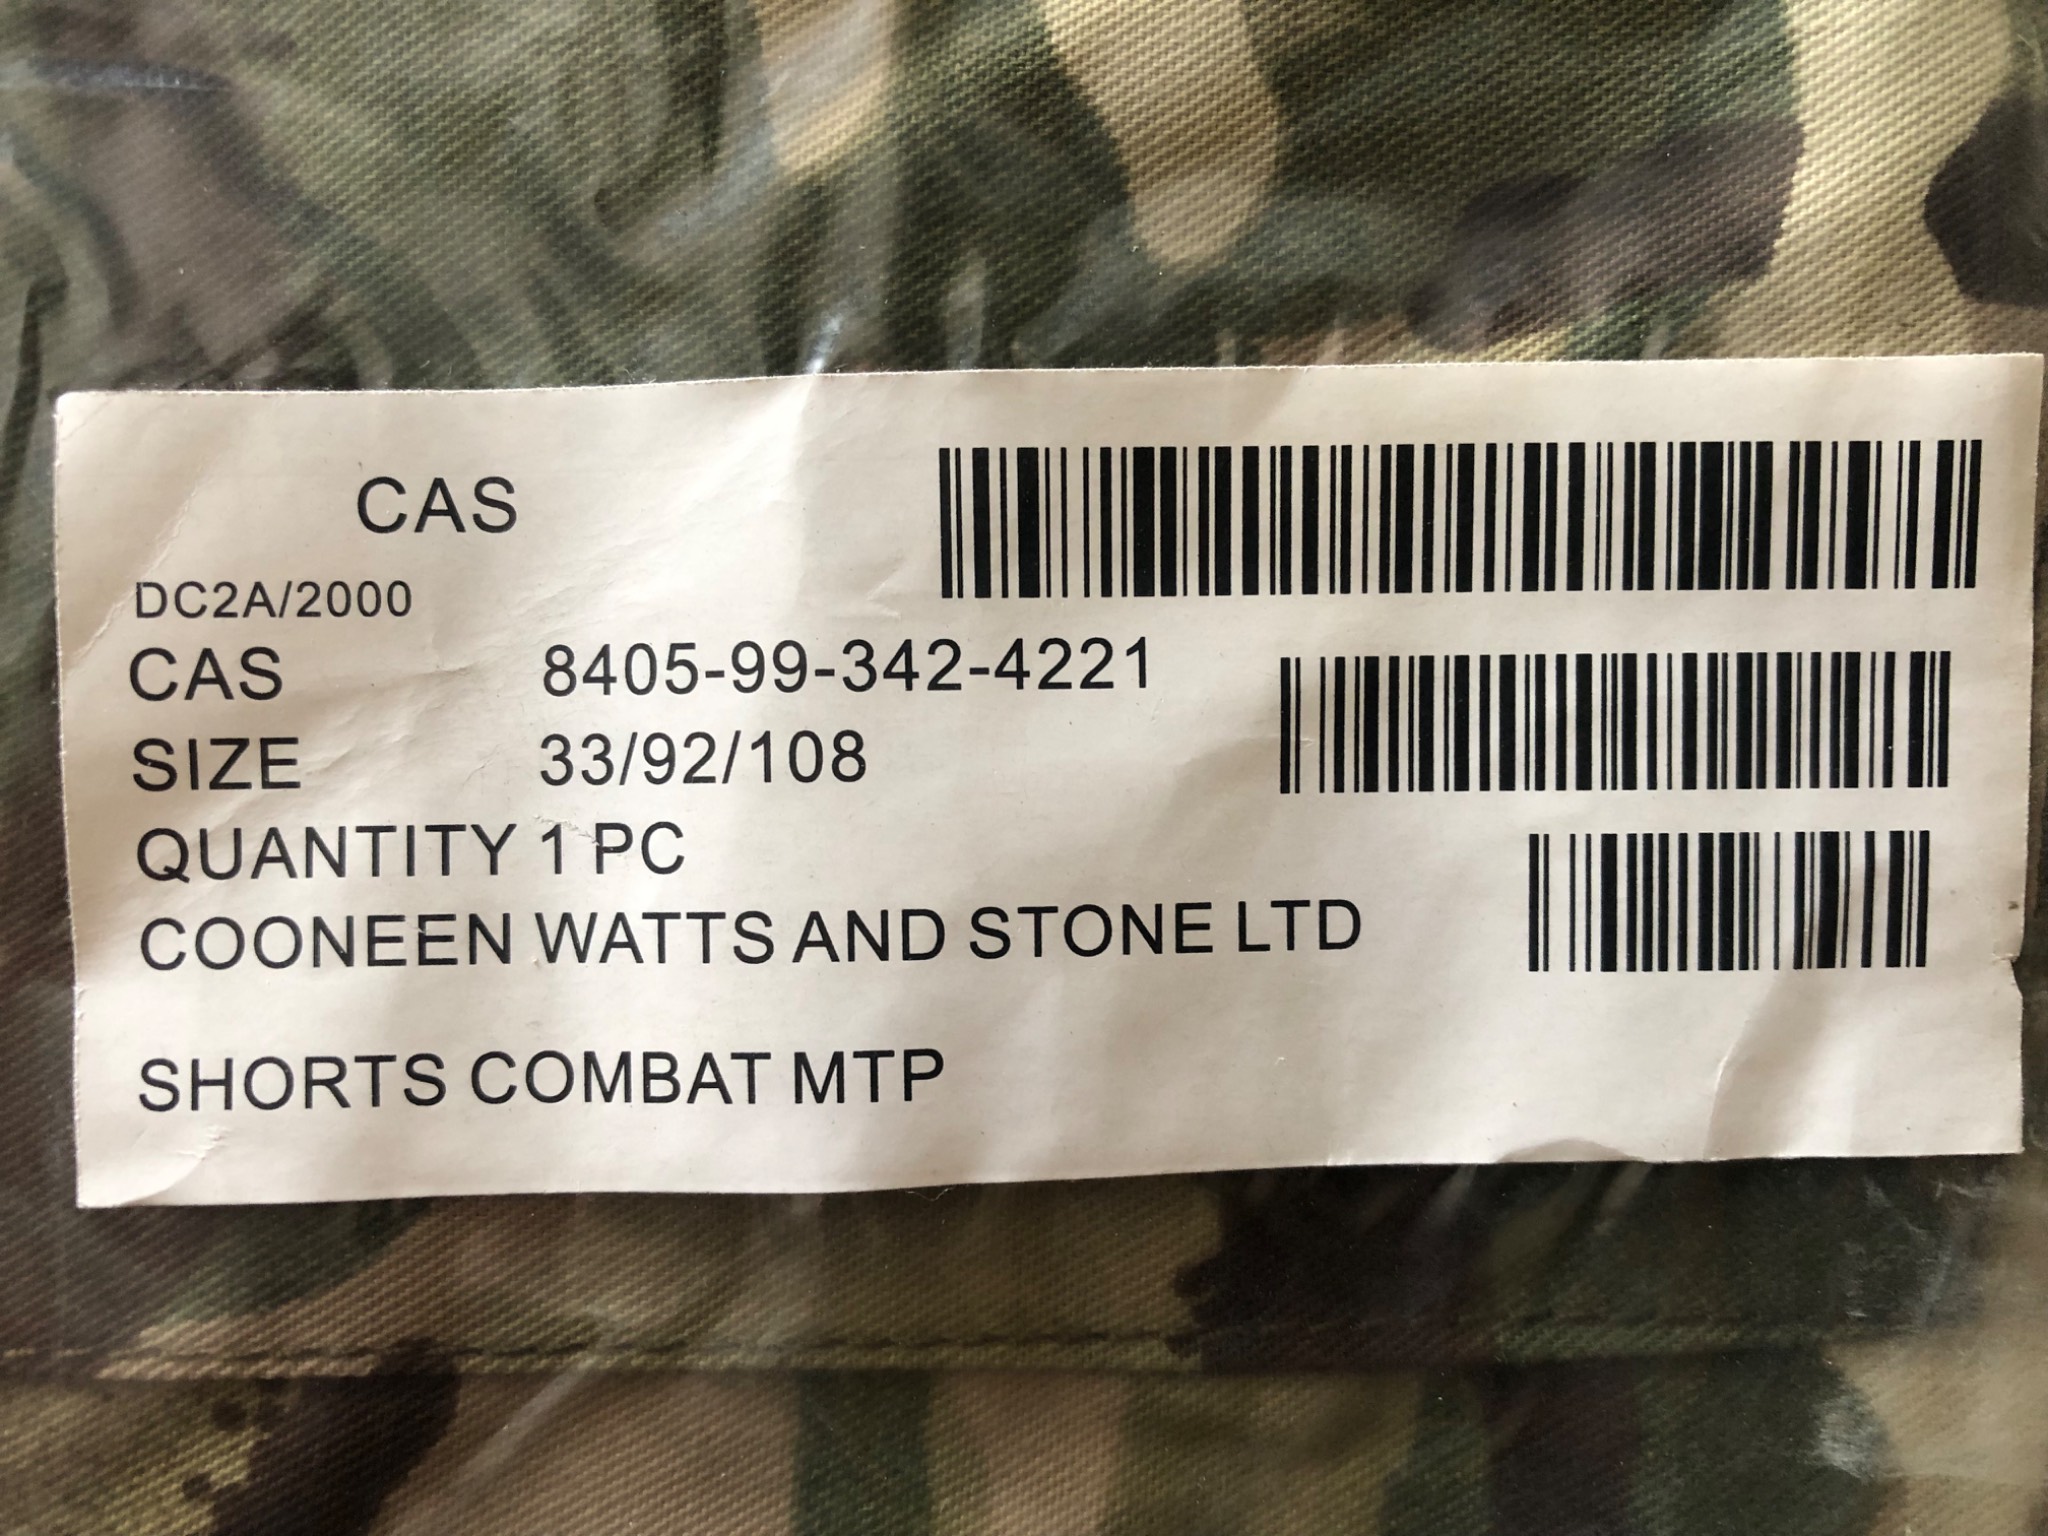 CAS
DC2A/2000
CAS 8405-99-342-4221
SIZE 33/92/108
QUANTITY 1 PC
COONEEN WATTS AND STONE LTD
SHORTS COMBAT MTP